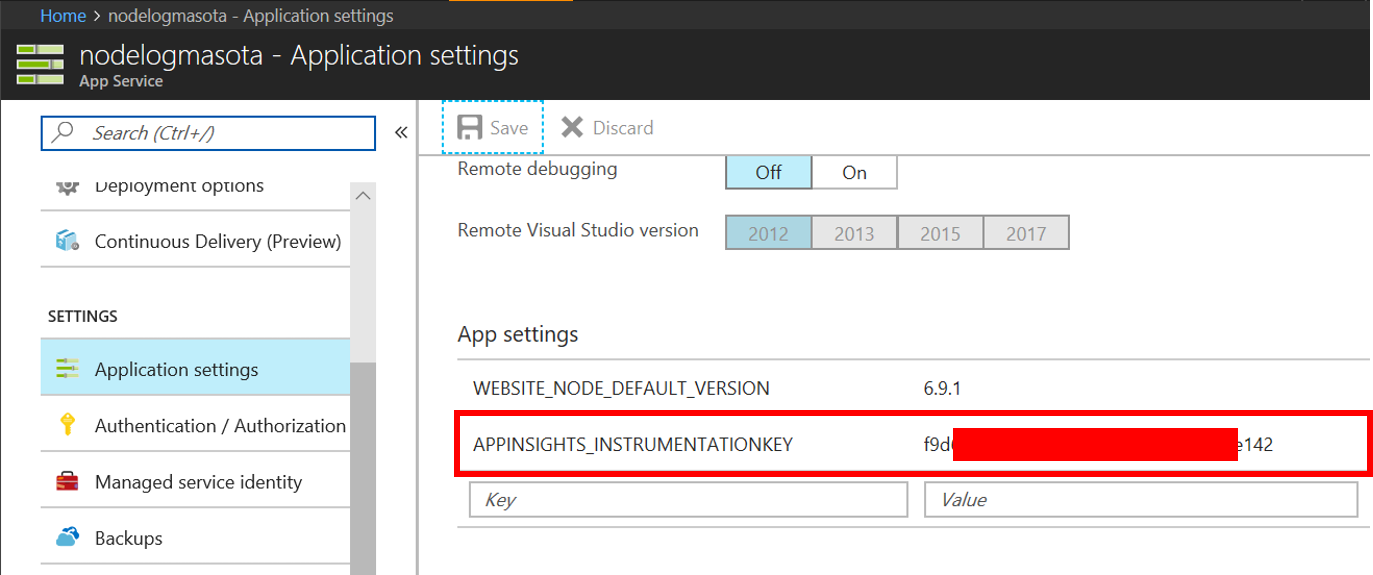 Home > nodelogmasota - Application settings
nodelogmasota - Application settings
App Service
Search (Ctrl+/)
«
Deployment options
Continuous Delivery (Preview)
SETTINGS
Application settings
Authentication / Authorization
Managed service identity
Backups
Save
Discard
Remote debugging
Off
On
Remote Visual Studio version
2012
2013
2015
2017
App settings
WEBSITE_NODE_DEFAULT_VERSION
6.9.1
APPINSIGHTS_INSTRUMENTATIONKEY
f9d
e142
Key
Value